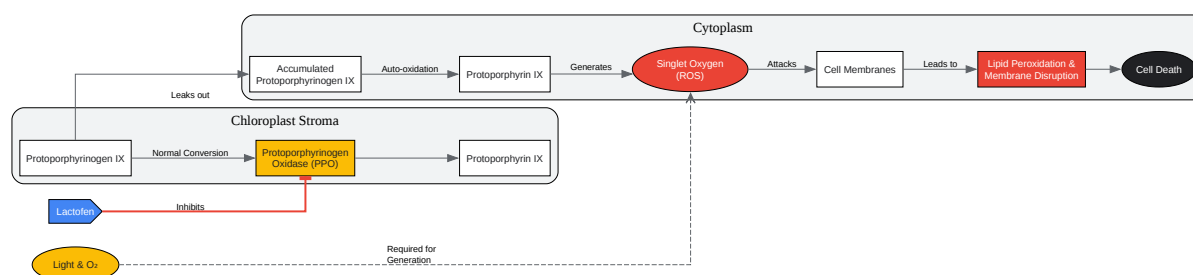 Cytoplasm
Accumulated
Protoporphyrinogen IX
Auto-oxidation
Protoporphyrin IX
Generates
Singlet Oxygen
(ROS)
Attacks
Cell Membranes
Leads to
Lipid Peroxidation &
Membrane Disruption
Cell Death
Leaks out
Chloroplast Stroma
Protoporphyrinogen IX
Normal Conversion
Protoporphyrinogen
Oxidase (PPO)
Protoporphyrin IX
Lactofen
Inhibits
Light & O₂
Required for
Generation